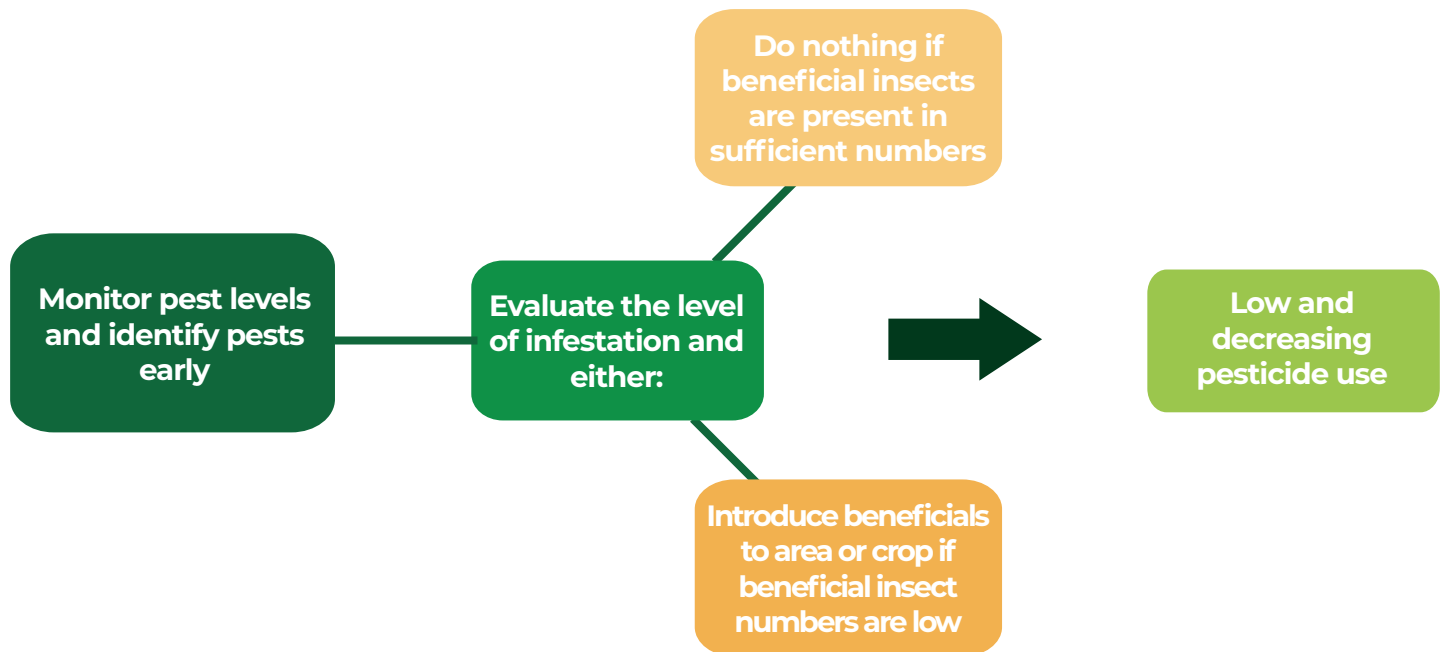 Monitor pest levels
and identify pests
early
Evaluate the level
of infestation and
either:
Do nothing if
beneficial insects
are present in
sufficient numbers
Introduce beneficials
to area or crop if
beneficial insect
numbers are low
Low and
decreasing
pesticide use